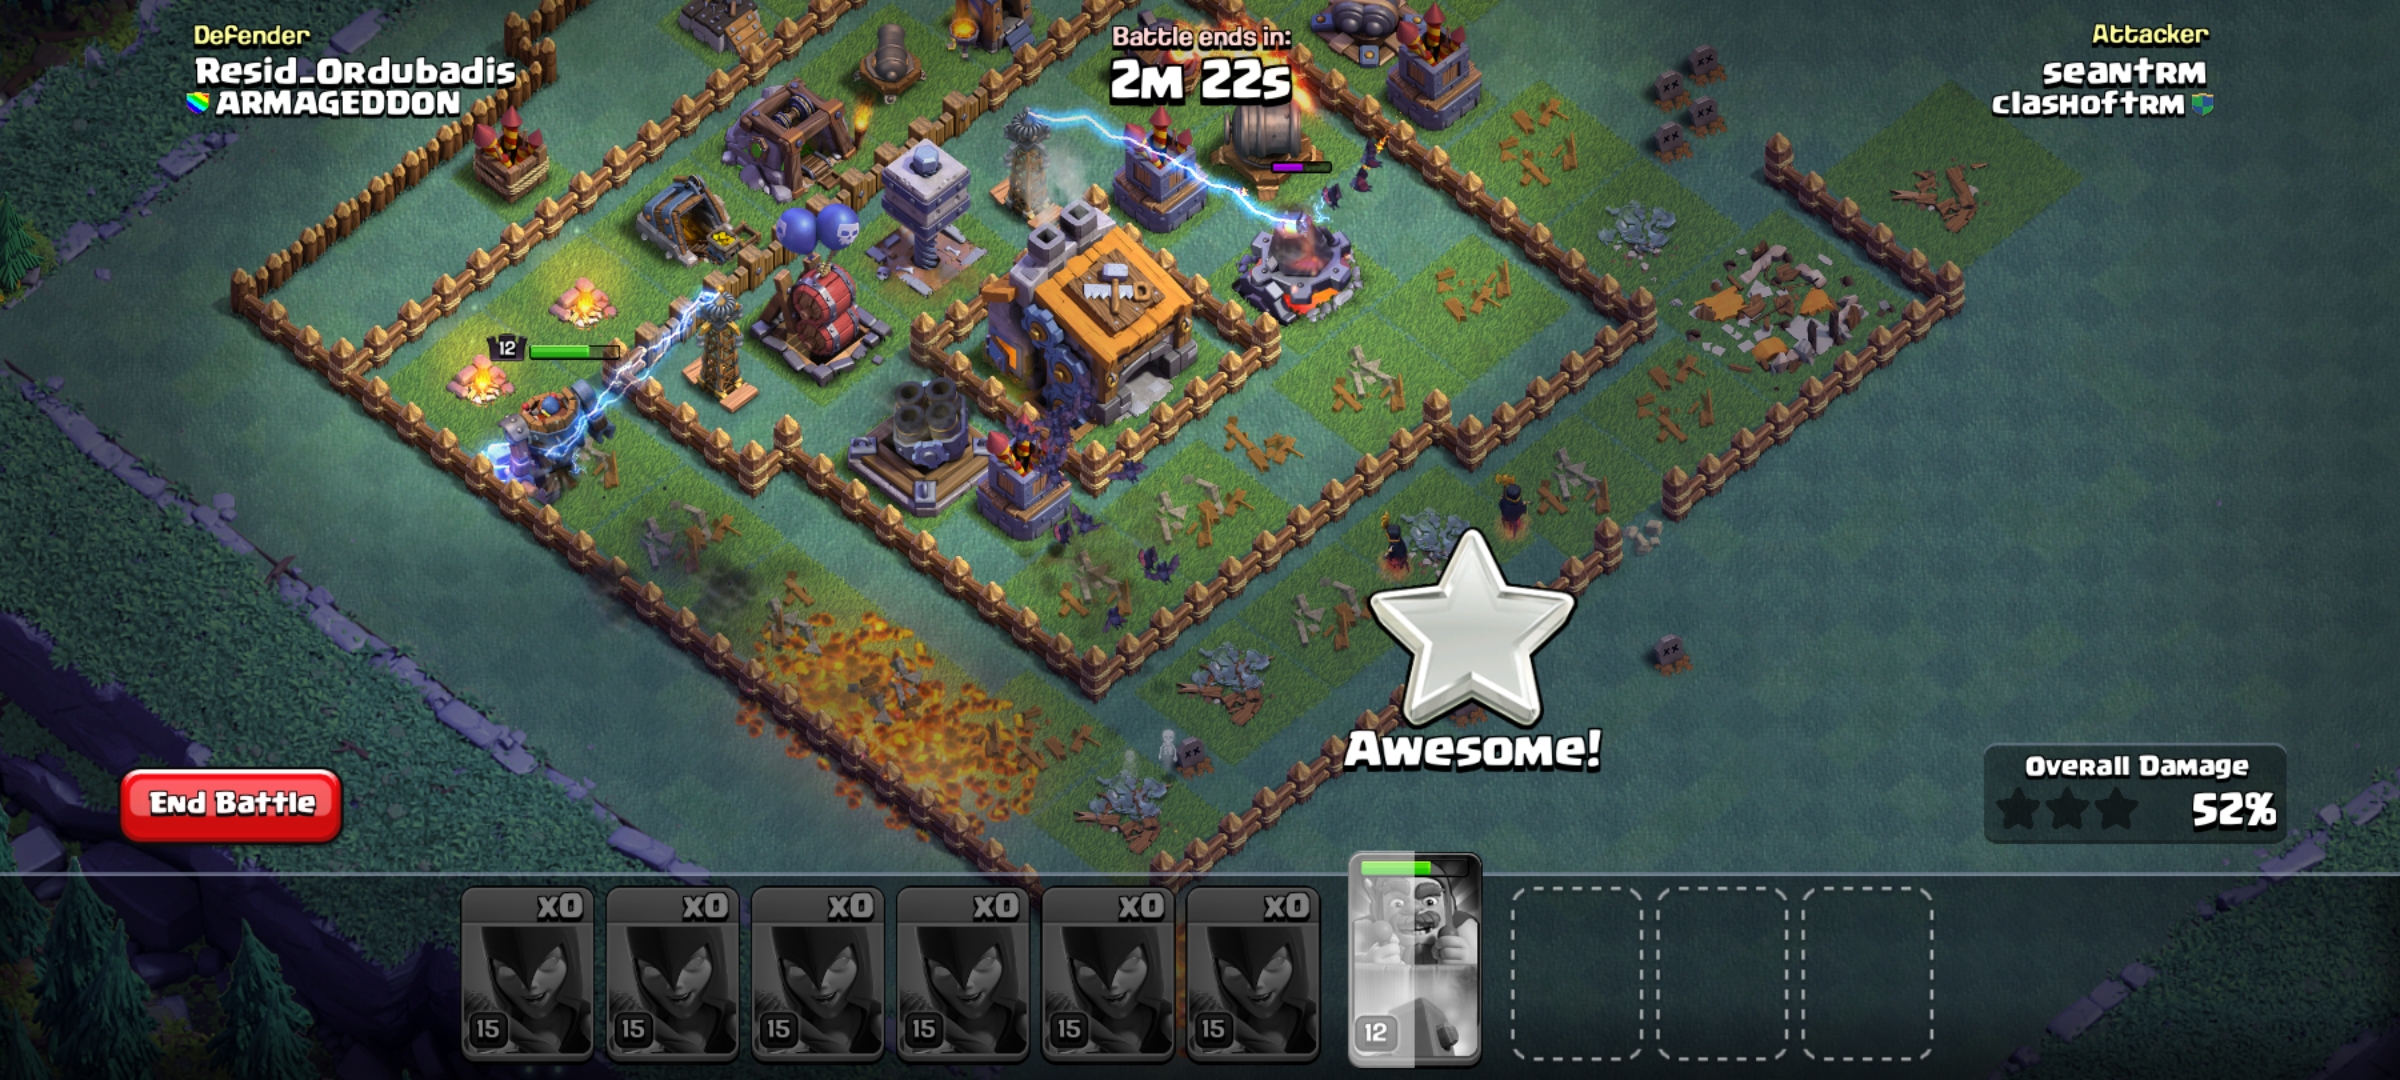 Defender
Resid_Ordubadis
ARMAGEDDON
Battle ends in:
2M 22s
Attacker
seantRM
clashoftRM
12
Awesome!
End Battle
Overall Damage
52%
x0
x0
x0
x0
x0
x0
15
15
15
15
15
15
12